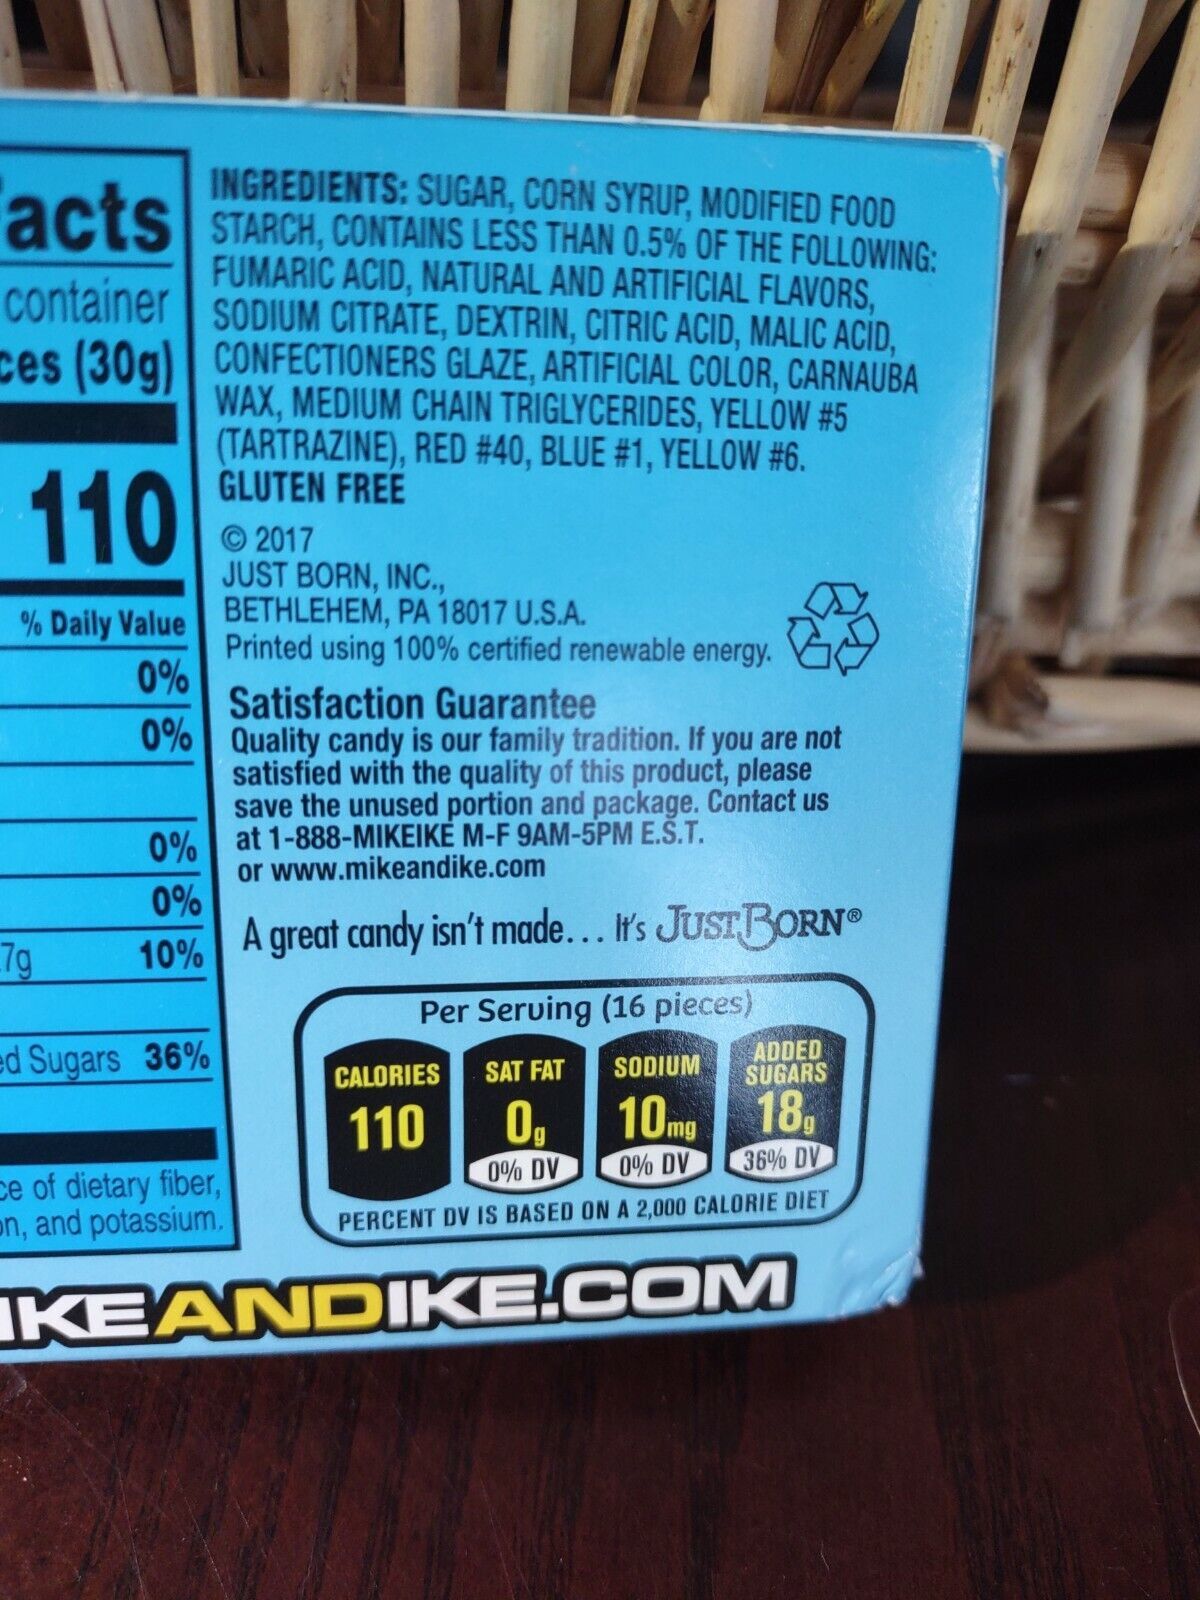 acts
container
ces (30g)
110
% Daily Value
0%
0%
0%
0%
7g 10%
ed Sugars 36%
ce of dietary fiber,
on, and potassium.
INGREDIENTS: SUGAR, CORN SYRUP, MODIFIED FOOD
STARCH, CONTAINS LESS THAN 0.5% OF THE FOLLOWING:
FUMARIC ACID, NATURAL AND ARTIFICIAL FLAVORS,
SODIUM CITRATE, DEXTRIN, CITRIC ACID, MALIC ACID,
CONFECTIONERS GLAZE, ARTIFICIAL COLOR, CARNAUBA
WAX, MEDIUM CHAIN TRIGLYCERIDES, YELLOW #5
(TARTRAZINE), RED #40, BLUE #1, YELLOW #6.
GLUTEN FREE
© 2017
JUST BORN, INC.,
BETHLEHEM, PA 18017 U.S.A.
Printed using 100% certified renewable energy.
Satisfaction Guarantee
Quality candy is our family tradition. If you are not
satisfied with the quality of this product, please
save the unused portion and package. Contact us
at 1-888-MIKEIKE M-F 9AM-5PM E.S.T.
or www.mikeandike.com
A great candy isn't made... It's JUST BORN®
Per Serving (16 pieces)
CALORIES 110
SAT FAT 0g 0% DV
SODIUM 10mg 0% DV
ADDED SUGARS 18g 36% DV
PERCENT DV IS BASED ON A 2,000 CALORIE DIET
IKEANDIKE.COM